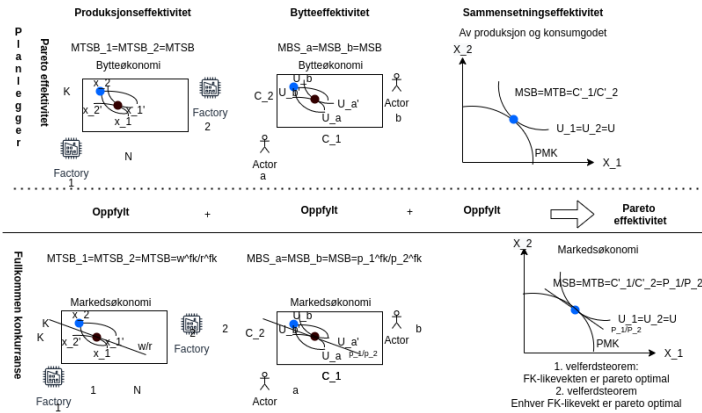 Produksjonseffektivitet
Bytteeffektivitet
Sammensetningseffektivitet
Planlegger
Pareto effektivitet
MTSB_1=MTSB_2=MTSB
Bytteøkonomi
K
x_2
x_2'
x_1'
x_1
N
Factory
1
Factory
2
MBS_a=MSB_b=MSB
Bytteøkonomi
C_2
U_b
U_b'
U_a'
U_a
C_1
Actor
a
Actor
b
Av produksjon og konsumgodet
X_2
MSB=MTB=C'_1/C'_2
U_1=U_2=U
PMK
X_1
Oppfylt
+
Oppfylt
+
Oppfylt
Pareto
effektivitet
Fullkommen konkurranse
MTSB_1=MTSB_2=MTSB=w^fk/r^fk
Markedsøkonomi
K
K
x_2
x_2'
x_1'
x_1
w/r
Factory
1
1
N
Factory
2
2
MBS_a=MSB_b=MSB=p_1^fk/p_2^fk
Markedsøkonomi
C_2
U_b
U_a'
U_a
p_1/p_2
C_1
Actor
a
Actor
b
X_2
Markedsøkonomi
MSB=MTB=C'_1/C'_2=P_1/P_2
U_1=U_2=U
P_1/P_2
PMK
X_1
1. velferdsteorem:
FK-likevekten er pareto optimal
2. velferdsteorem
Enhver FK-likevekt er pareto optimal